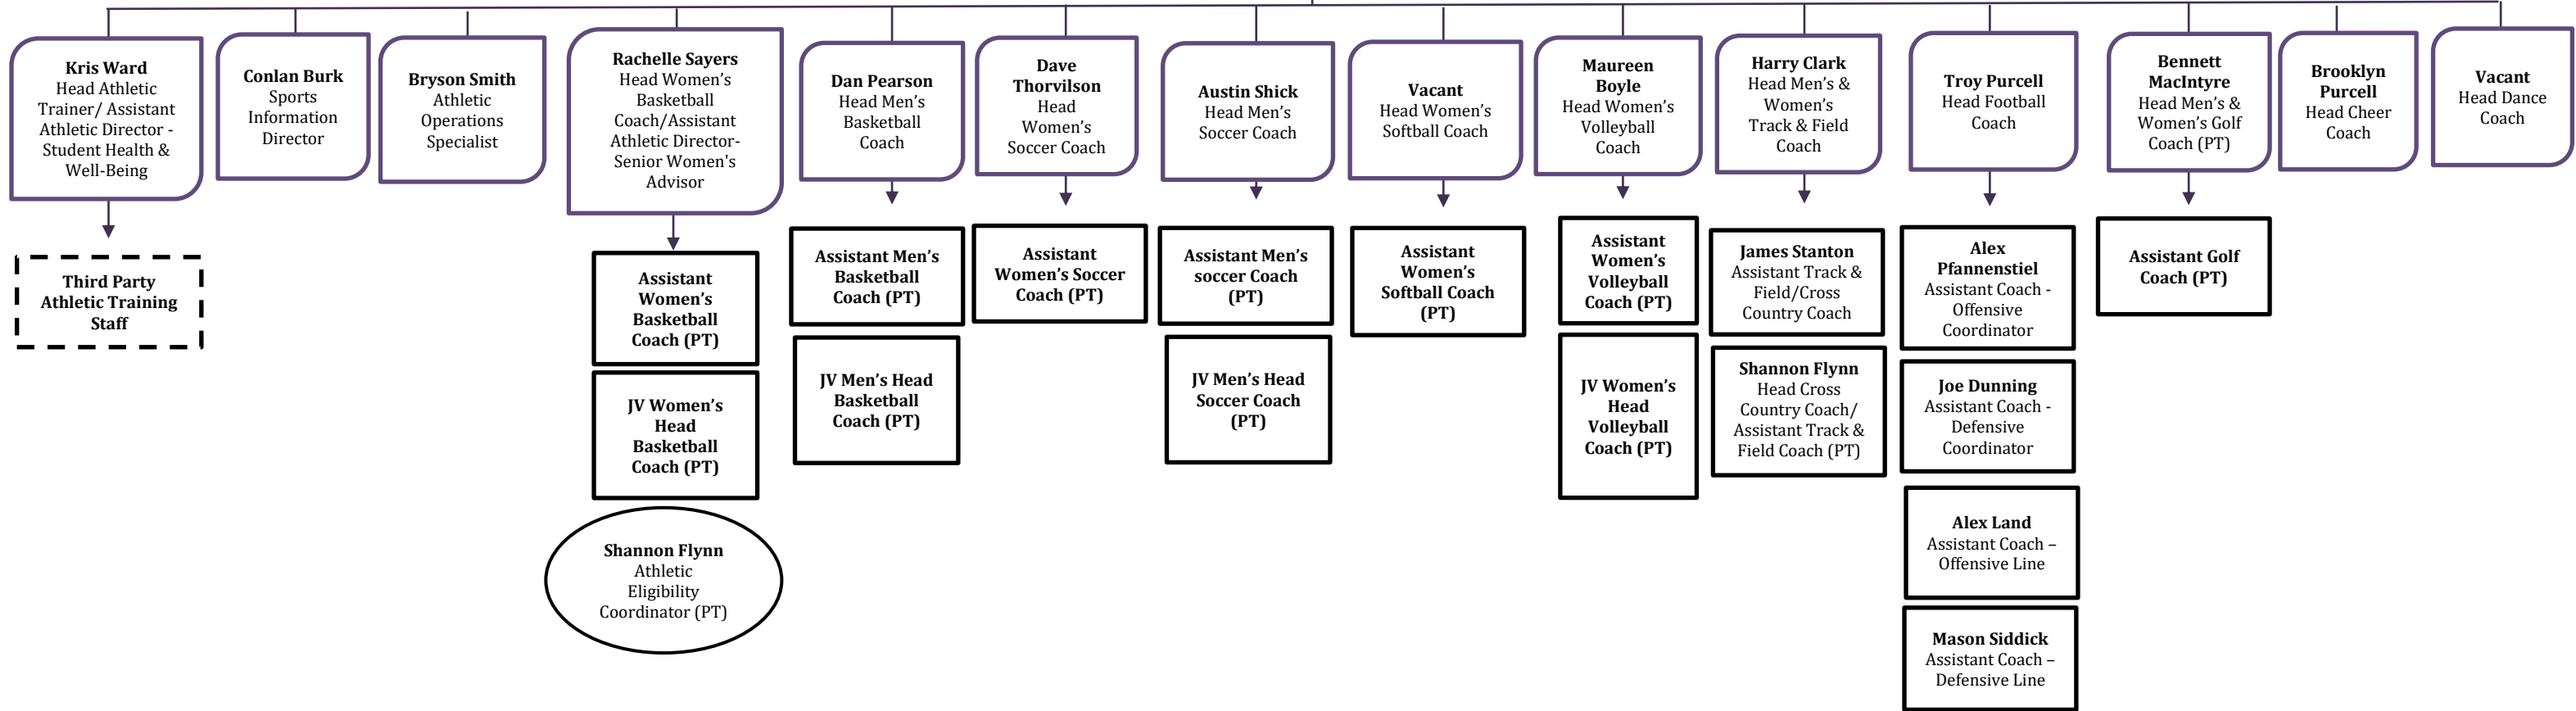 Kris Ward
Head Athletic
Trainer/ Assistant
Athletic Director -
Student Health &
Well-Being
Conlan Burk
Sports
Information
Director
Bryson Smith
Athletic
Operations
Specialist
Rachelle Sayers
Head Women's
Basketball
Coach/Assistant
Athletic Director-
Senior Women's
Advisor
Dan Pearson
Head Men's
Basketball
Coach
Dave
Thorvilson
Head
Women's
Soccer Coach
Austin Shick
Head Men's
Soccer Coach
Vacant
Head Women's
Softball Coach
Maureen
Boyle
Head Women's
Volleyball
Coach
Harry Clark
Head Men's &
Women's
Track & Field
Coach
Troy Purcell
Head Football
Coach
Bennett
MacIntyre
Head Men's &
Women's Golf
Coach (PT)
Brooklyn
Purcell
Head Cheer
Coach
Vacant
Head Dance
Coach
Third Party
Athletic Training
Staff
Assistant
Women's
Basketball
Coach (PT)
JV Women's
Head
Basketball
Coach (PT)
Shannon Flynn
Athletic
Eligibility
Coordinator (PT)
Assistant Men's
Basketball
Coach (PT)
JV Men's Head
Basketball
Coach (PT)
Assistant
Women's Soccer
Coach (PT)
Assistant Men's
soccer Coach
(PT)
JV Men's Head
Soccer Coach
(PT)
Assistant
Women's
Softball Coach
(PT)
Assistant
Women's
Volleyball
Coach (PT)
JV Women's
Head
Volleyball
Coach (PT)
James Stanton
Assistant Track &
Field/Cross
Country Coach
Shannon Flynn
Head Cross
Country Coach/
Assistant Track &
Field Coach (PT)
Alex
Pfannenstiel
Assistant Coach -
Offensive
Coordinator
Joe Dunning
Assistant Coach -
Defensive
Coordinator
Alex Land
Assistant Coach –
Offensive Line
Mason Siddick
Assistant Coach –
Defensive Line
Assistant Golf
Coach (PT)